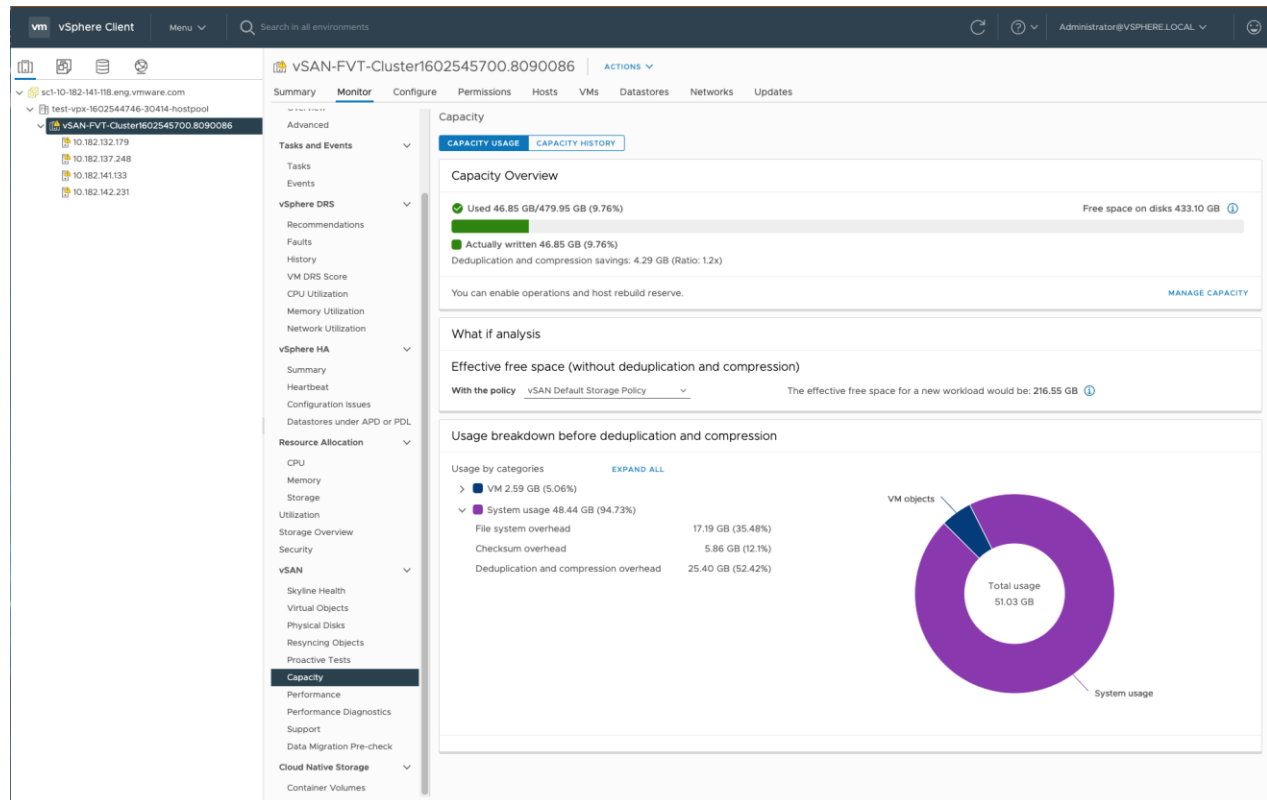 vm vSphere Client Menu Search in all environments Administrator@VSPHERE.LOCAL
sc1-10-182-141-118.eng.vmware.com
test-vpx-1602544746-30414-hostpool
vSAN-FVT-Cluster1602545700.8090086
10.182.132.179
10.182.137.248
10.182.141.133
10.182.142.231
vSAN-FVT-Cluster1602545700.8090086 ACTIONS
Summary Monitor Configure Permissions Hosts VMs Datastores Networks Updates
Overview
Advanced
Tasks and Events
Tasks
Events
vSphere DRS
Recommendations
Faults
History
VM DRS Score
CPU Utilization
Memory Utilization
Network Utilization
vSphere HA
Summary
Heartbeat
Configuration Issues
Datastores under APD or PDL
Resource Allocation
CPU
Memory
Storage
Utilization
Storage Overview
Security
vSAN
Skyline Health
Virtual Objects
Physical Disks
Resyncing Objects
Proactive Tests
Capacity
Performance
Performance Diagnostics
Support
Data Migration Pre-check
Cloud Native Storage
Container Volumes
Capacity
CAPACITY USAGE CAPACITY HISTORY
Capacity Overview
Used 46.85 GB/479.95 GB (9.76%) Free space on disks 433.10 GB
Actually written 46.85 GB (9.76%)
Deduplication and compression savings: 4.29 GB (Ratio: 1.2x)
You can enable operations and host rebuild reserve. MANAGE CAPACITY
What if analysis
Effective free space (without deduplication and compression)
With the policy vSAN Default Storage Policy The effective free space for a new workload would be: 216.55 GB
Usage breakdown before deduplication and compression
Usage by categories EXPAND ALL
VM 2.59 GB (5.06%)
System usage 48.44 GB (94.73%)
File system overhead 17.19 GB (35.48%)
Checksum overhead 5.86 GB (12.1%)
Deduplication and compression overhead 25.40 GB (52.42%)
VM objects
Total usage
51.03 GB
System usage